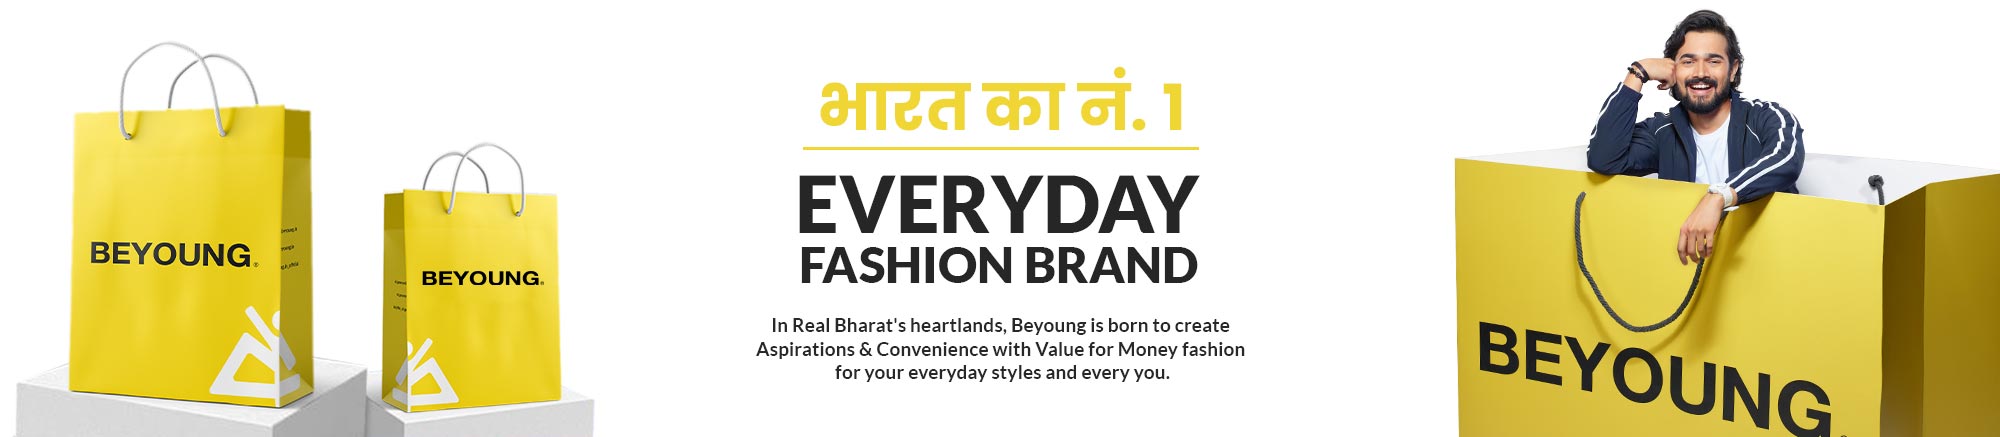 BEYOUNG®
BEYOUNG®
भारत का नं. 1
EVERYDAY
FASHION BRAND
In Real Bharat's heartlands, Beyoung is born to create
Aspirations & Convenience with Value for Money fashion
for your everyday styles and every you.
BEYOUNG